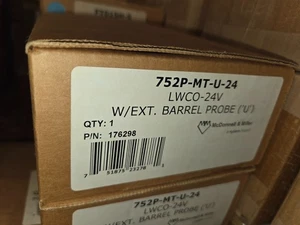 752P-MT-U-24
LWCO-24V
W/EXT. BARREL PROBE ("U")
QTY: 1
McDonnell & Miller
P/N: 176298
752P-MT-U-24
LWCO-24V
W/EXT. BARREL PROBE ("U")